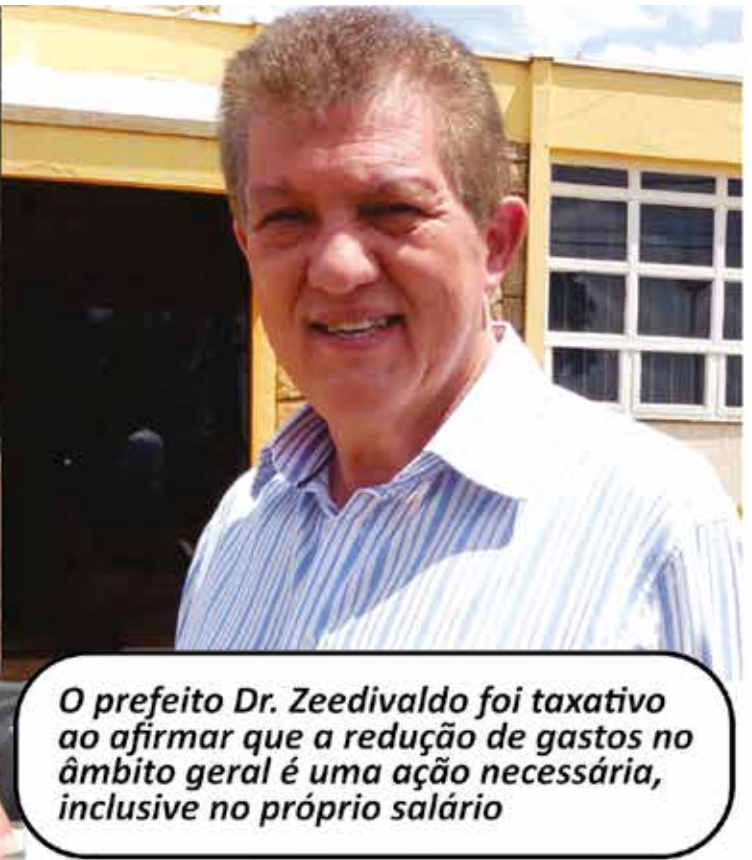 O prefeito Dr. Zeedivaldo foi taxativo
ao afirmar que a redução de gastos no
âmbito geral é uma ação necessária,
inclusive no próprio salário